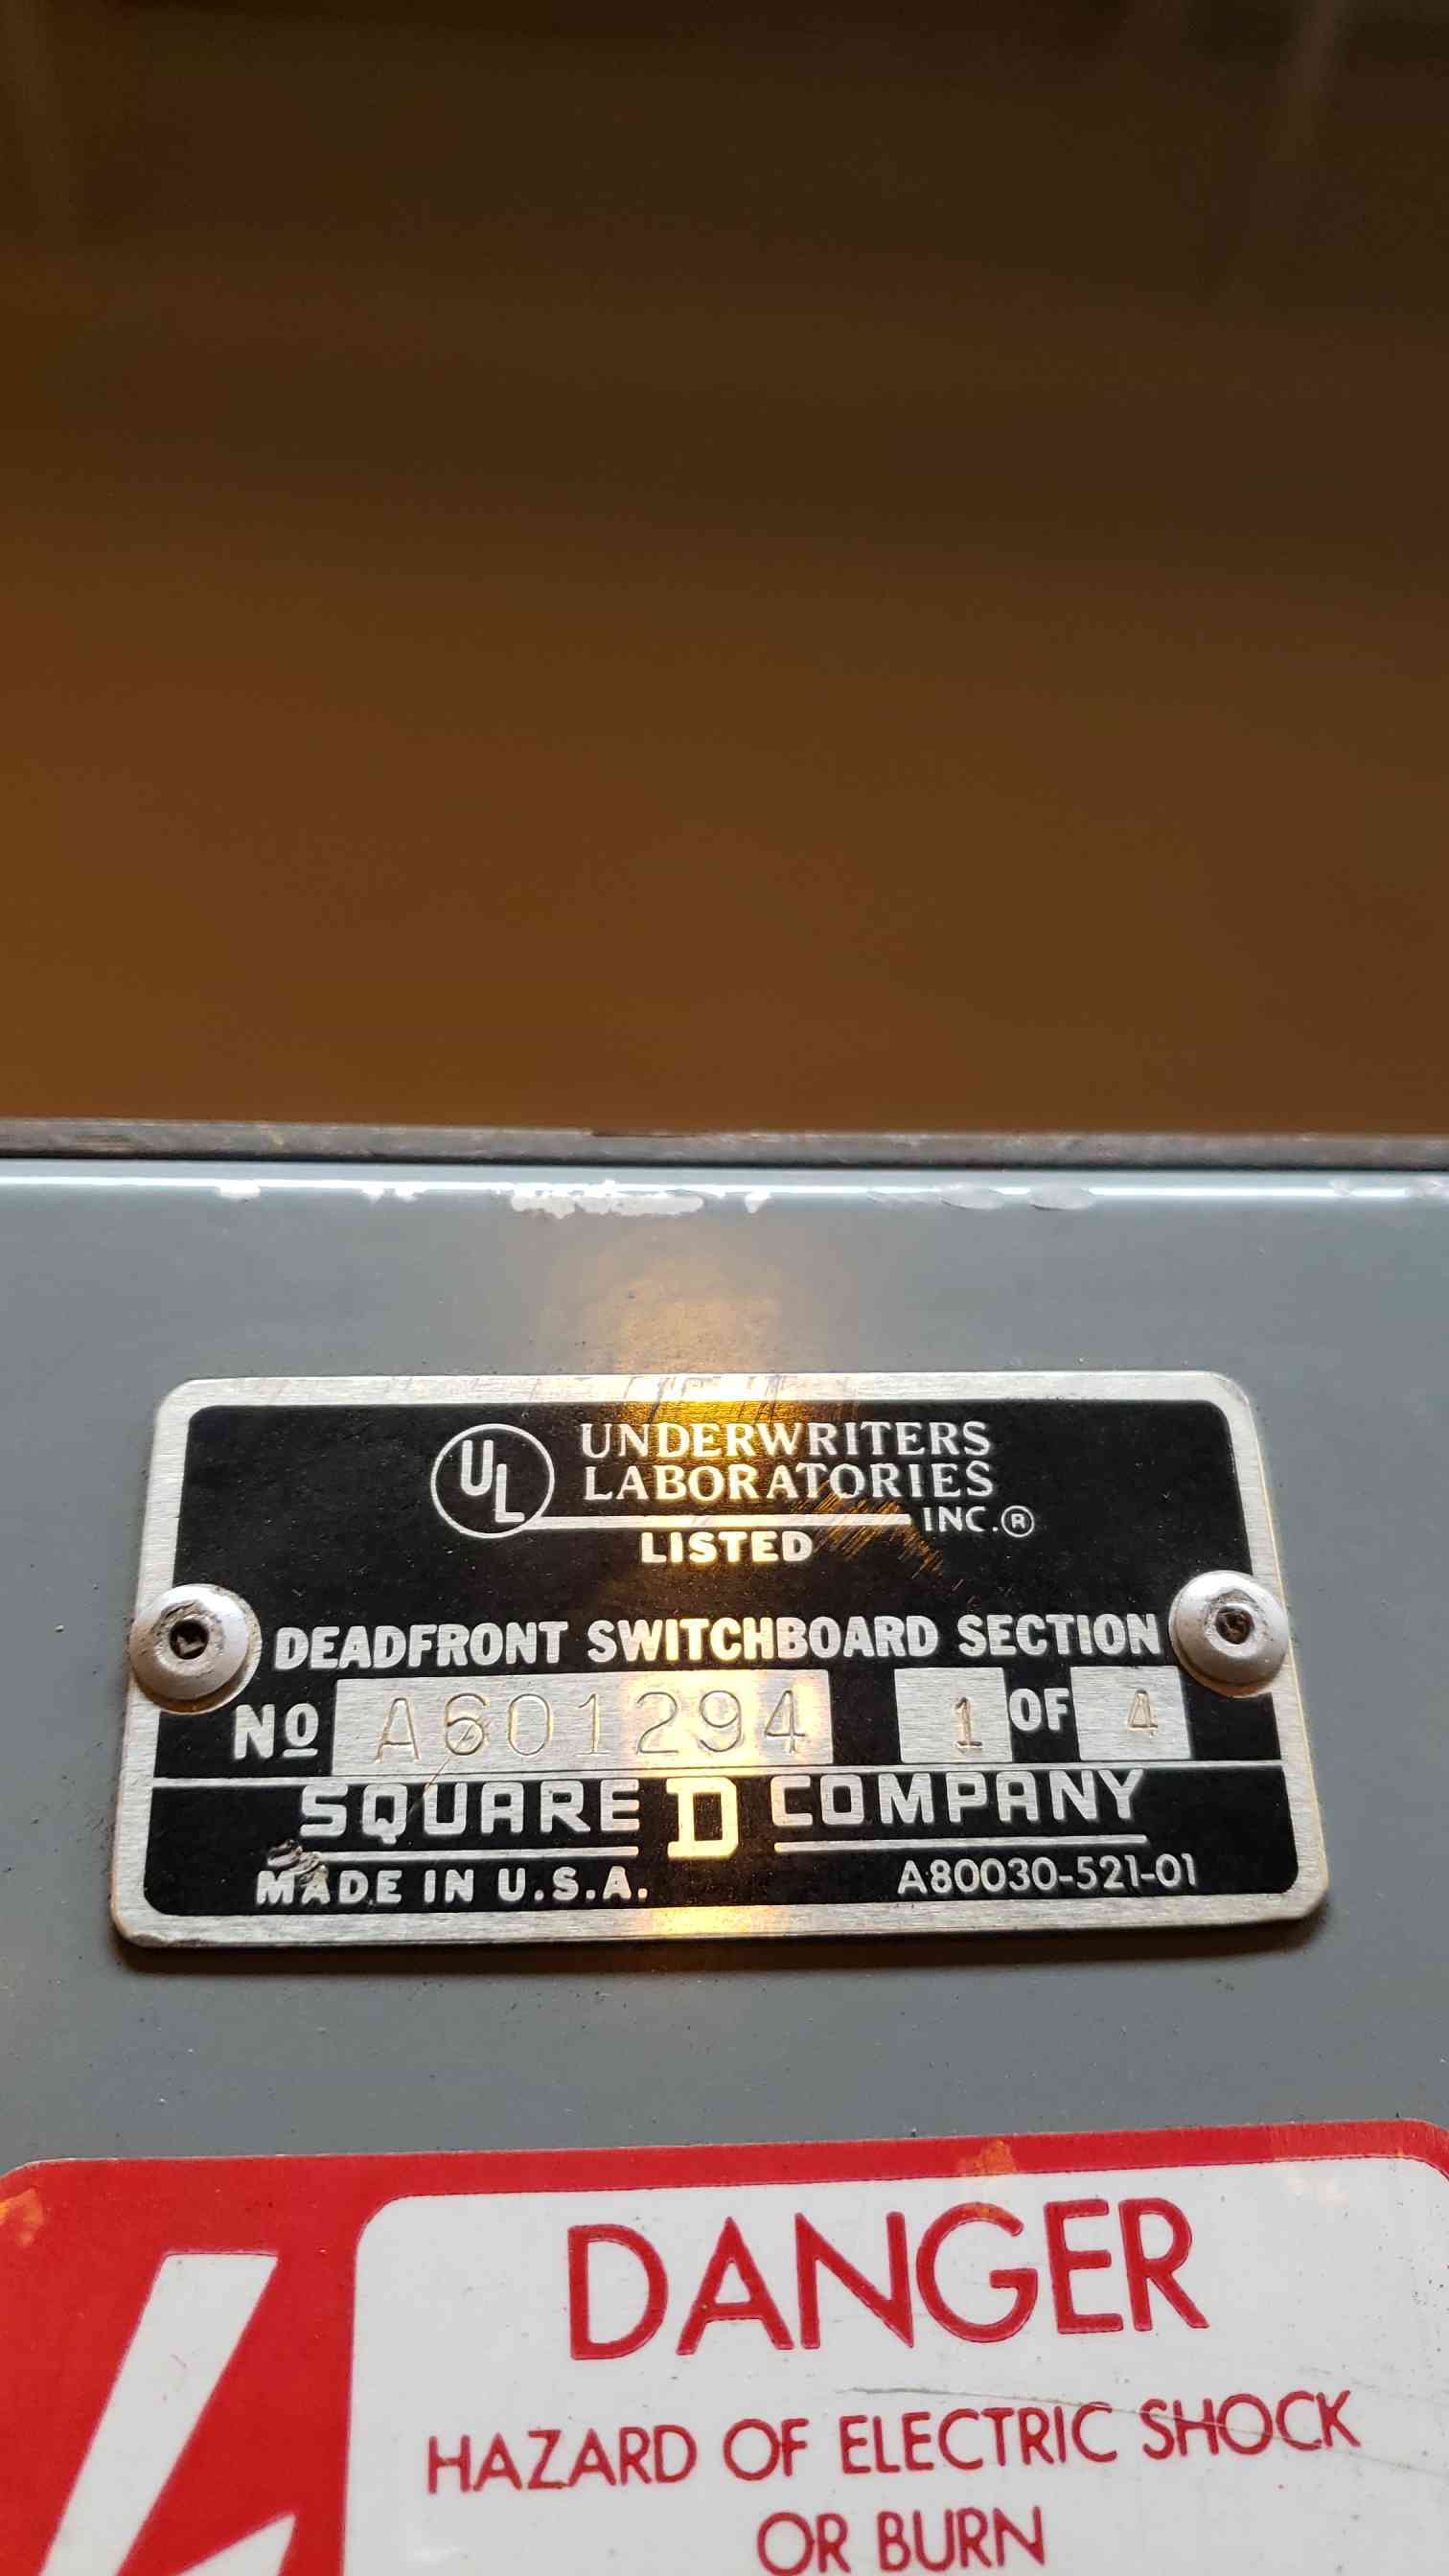 UL UNDERWRITERS
LABORATORIES
INC.®
LISTED
DEADFRONT SWITCHBOARD SECTION
No A601294 1 OF 4
SQUARE D COMPANY
MADE IN U.S.A. A80030-521-01
DANGER
HAZARD OF ELECTRIC SHOCK
OR BURN